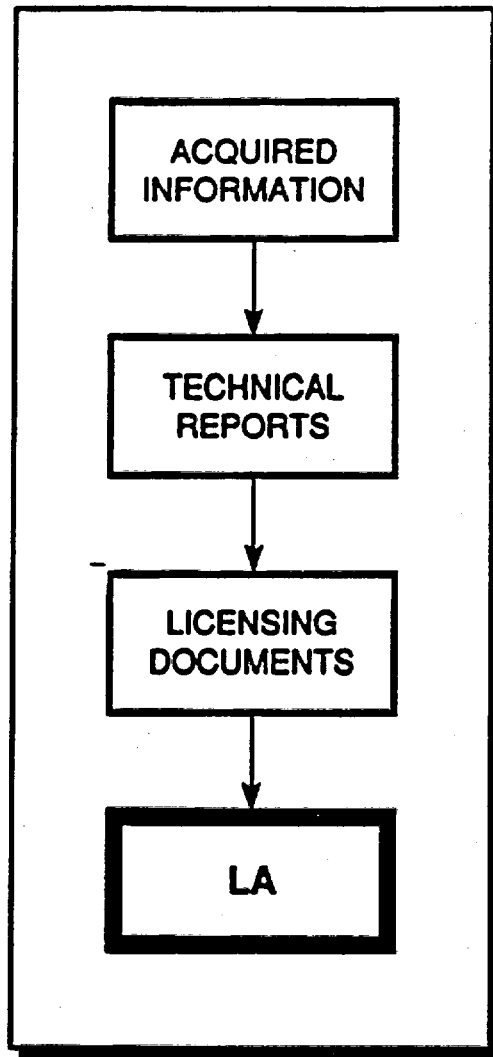 ACQUIRED
INFORMATION
TECHNICAL
REPORTS
LICENSING
DOCUMENTS
LA